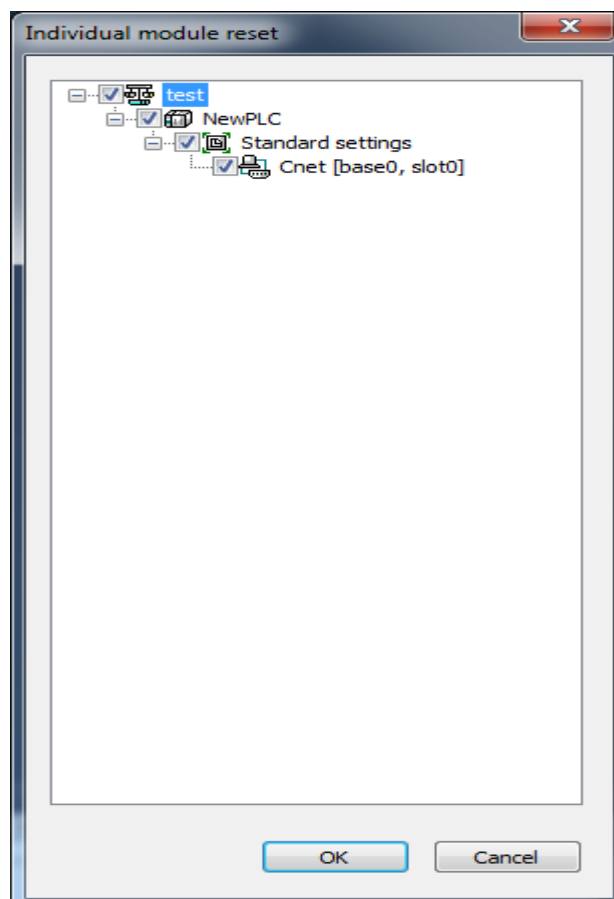 Individual module reset
test
NewPLC
Standard settings
Cnet [base0, slot0]
OK Cancel